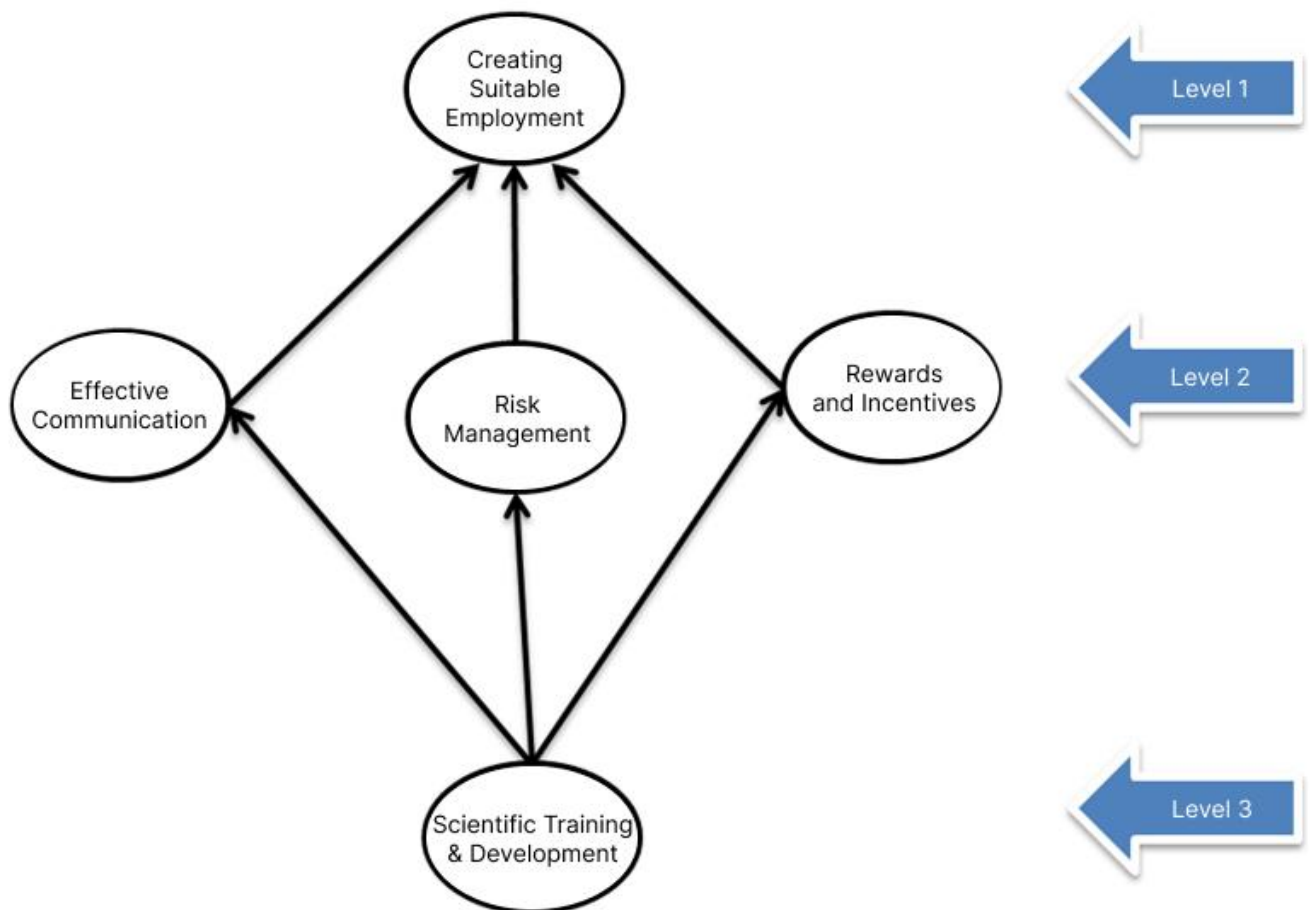 Creating
Suitable
Employment
Level 1
Effective
Communication
Risk
Management
Rewards
and Incentives
Level 2
Scientific Training
& Development
Level 3